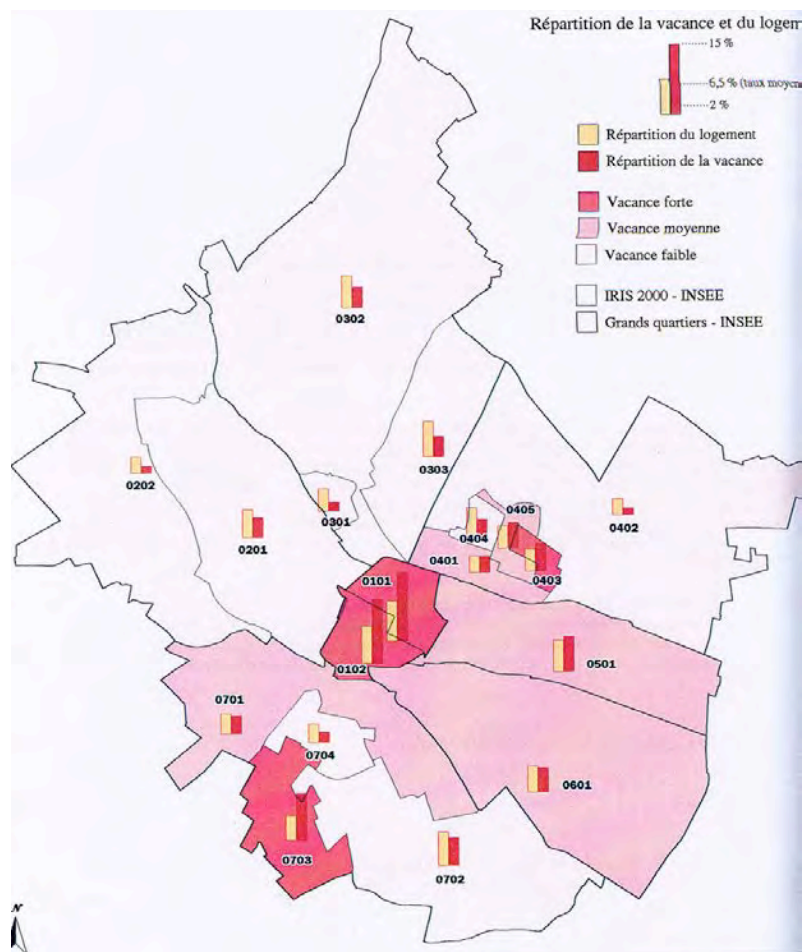 Répartition de la vacance et du logem
15 %
6,5 % (taux moyen
2 %
Répartition du logement
Répartition de la vacance
Vacance forte
Vacance moyenne
Vacance faible
IRIS 2000 - INSEE
Grands quartiers - INSEE
0302
0303
0202
0301
0201
0405
0402
0404
0401
0403
0101
0102
0501
0701
0704
0601
0703
0702
N